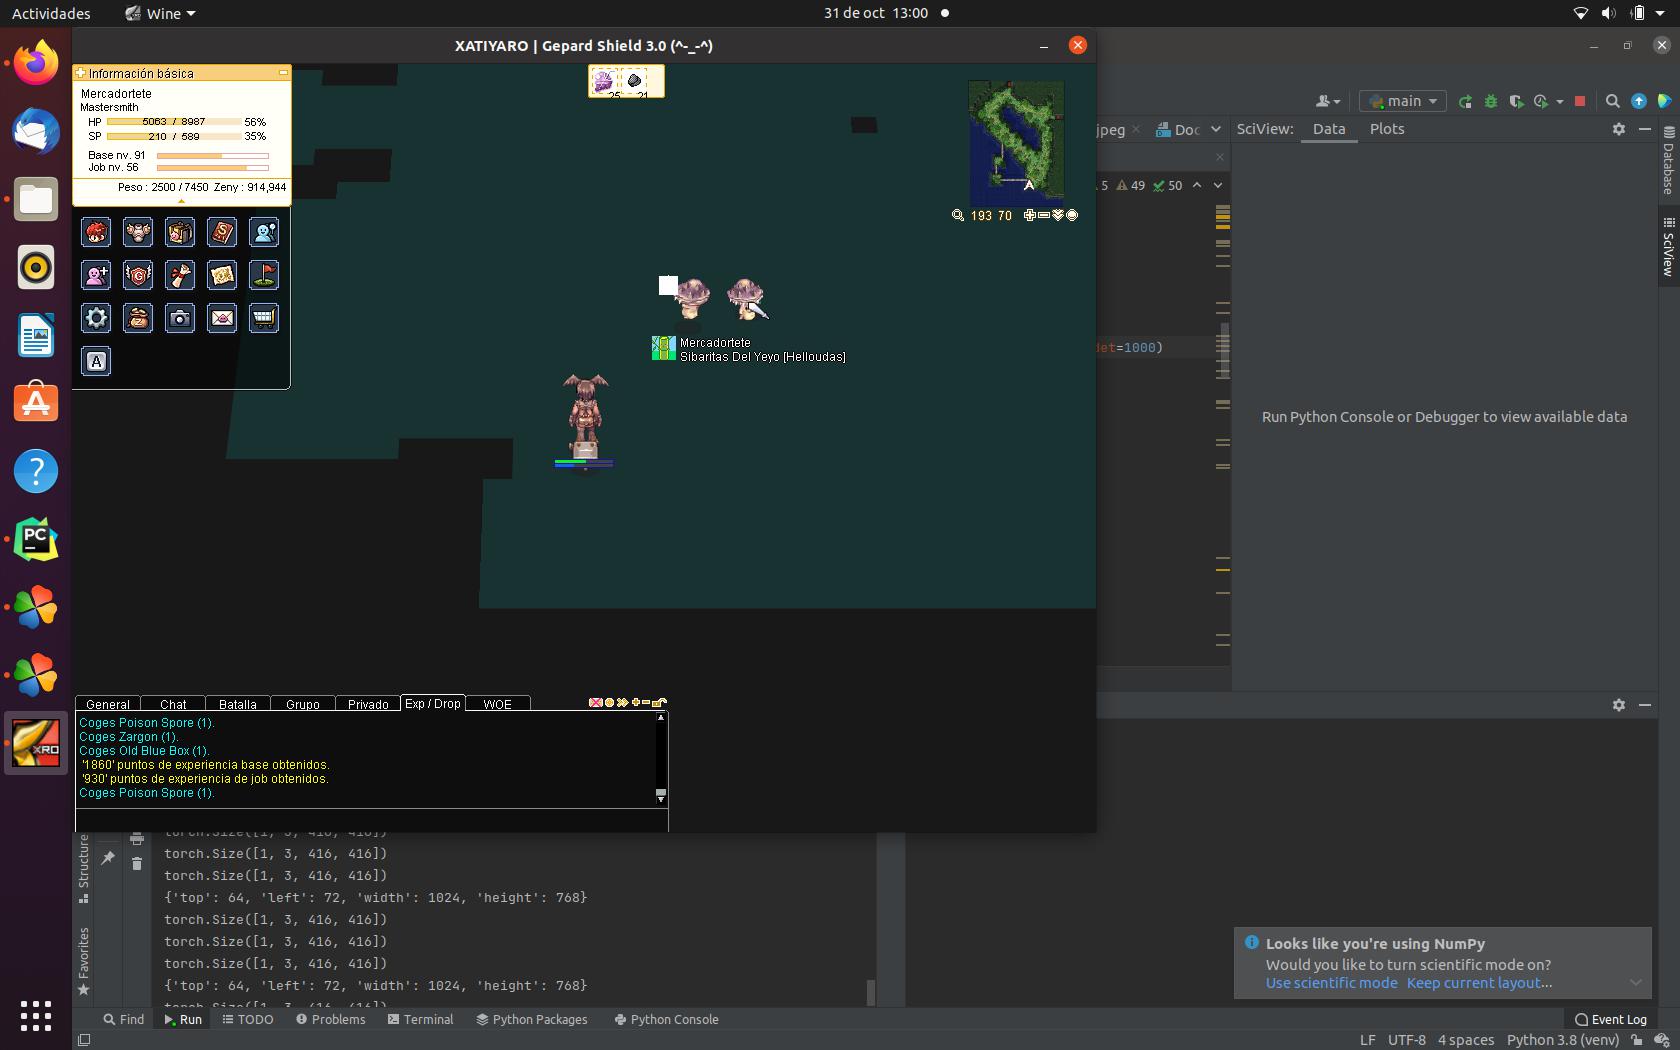 Actividades
Wine
31 de oct 13:00
XATIYARO | Gepard Shield 3.0 (^-_-^)
Información básica
Mercadortete
Mastersmith
HP 5063 / 8987 56%
SP 210 / 589 35%
Base nv. 91
Job nv. 56
Peso : 2500 / 7450 Zeny : 914,944
25 21
193 70
Mercadortete
Sibaritas Del Yeyo [Helloudas]
General
Chat
Batalla
Grupo
Privado
Exp / Drop
WOE
Coges Poison Spore (1).
Coges Zargon (1).
Coges Old Blue Box (1).
'1860' puntos de experiencia base obtenidos.
'930' puntos de experiencia de job obtenidos.
Coges Poison Spore (1).
main
jpeg
Doc
SciView:
Data
Plots
5 49 50
det=1000)
Run Python Console or Debugger to view available data
Database
SciView
Structure
Favorites
torch.Size([1, 3, 416, 416])
torch.Size([1, 3, 416, 416])
torch.Size([1, 3, 416, 416])
{'top': 64, 'left': 72, 'width': 1024, 'height': 768}
torch.Size([1, 3, 416, 416])
torch.Size([1, 3, 416, 416])
torch.Size([1, 3, 416, 416])
{'top': 64, 'left': 72, 'width': 1024, 'height': 768}
torch.Size([1, 3, 416, 416])
Looks like you're using NumPy
Would you like to turn scientific mode on?
Use scientific mode Keep current layout...
Find
Run
TODO
Problems
Terminal
Python Packages
Python Console
Event Log
LF UTF-8 4 spaces Python 3.8 (venv)
PC
XRO
A